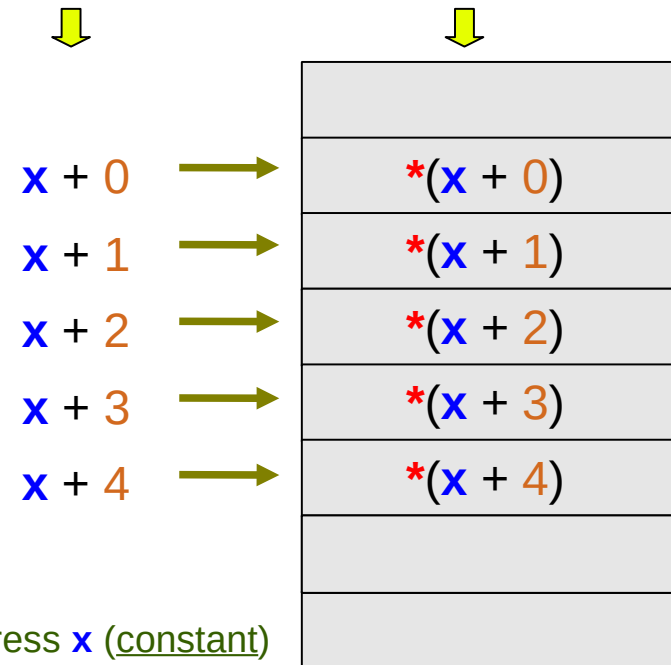 x + 0 *(x + 0)
x + 1 *(x + 1)
x + 2 *(x + 2)
x + 3 *(x + 3)
x + 4 *(x + 4)
x (constant)